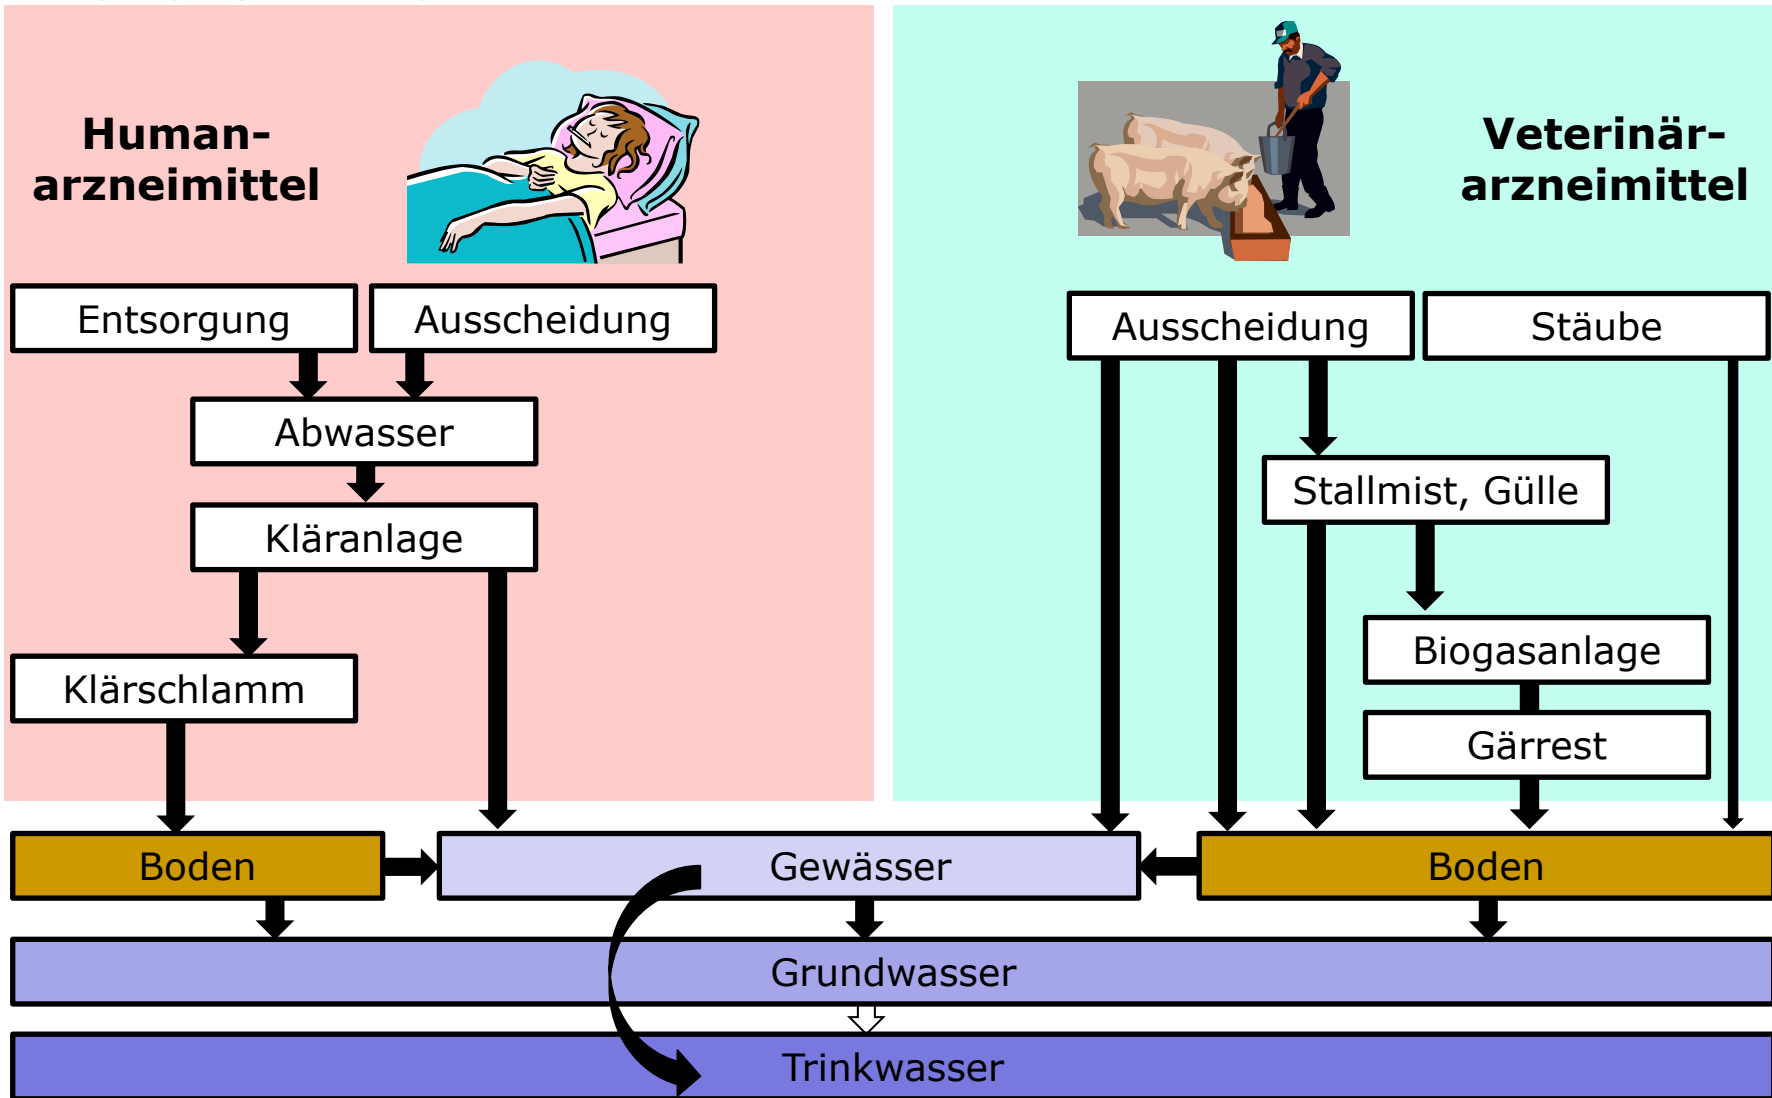 Human-
arzneimittel
Veterinär-
arzneimittel
Entsorgung
Ausscheidung
Ausscheidung
Stäube
Abwasser
Stallmist, Gülle
Kläranlage
Biogasanlage
Klärschlamm
Gärrest
Boden
Gewässer
Boden
Grundwasser
Trinkwasser